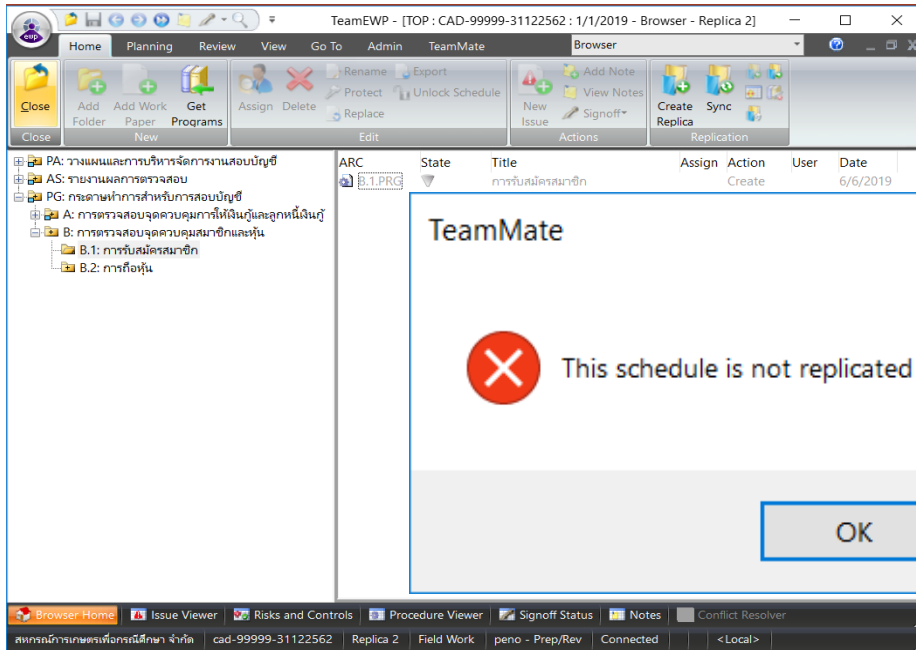 TeamEWP - [TOP : CAD-99999-31122562 : 1/1/2019 - Browser - Replica 2]
ewp
Home Planning Review View Go To Admin TeamMate Browser
Close
Add Folder
Add Work Paper
Get Programs
Assign
Delete
Rename
Export
Protect
Unlock Schedule
Replace
New Issue
Add Note
View Notes
Signoff
Create Replica
Sync
Close New Edit Actions Replication
PA: วางแผนและการบริหารจัดการงานสอบบัญชี
AS: รายงานผลการตรวจสอบ
PG: กระดาษทำการสำหรับการสอบบัญชี
A: การตรวจสอบจุดควบคุมการให้เงินกู้และลูกหนี้เงินกู้
B: การตรวจสอบจุดควบคุมสมาชิกและหุ้น
B.1: การรับสมัครสมาชิก
B.2: การถือหุ้น
ARC State Title Assign Action User Date
B.1.PRG การรับสมัครสมาชิก Create 6/6/2019
TeamMate
This schedule is not replicated
OK
Browser Home Issue Viewer Risks and Controls Procedure Viewer Signoff Status Notes Conflict Resolver
สหกรณ์การเกษตรเพื่อกรณีศึกษา จำกัด cad-99999-31122562 Replica 2 Field Work peno - Prep/Rev Connected <Local>